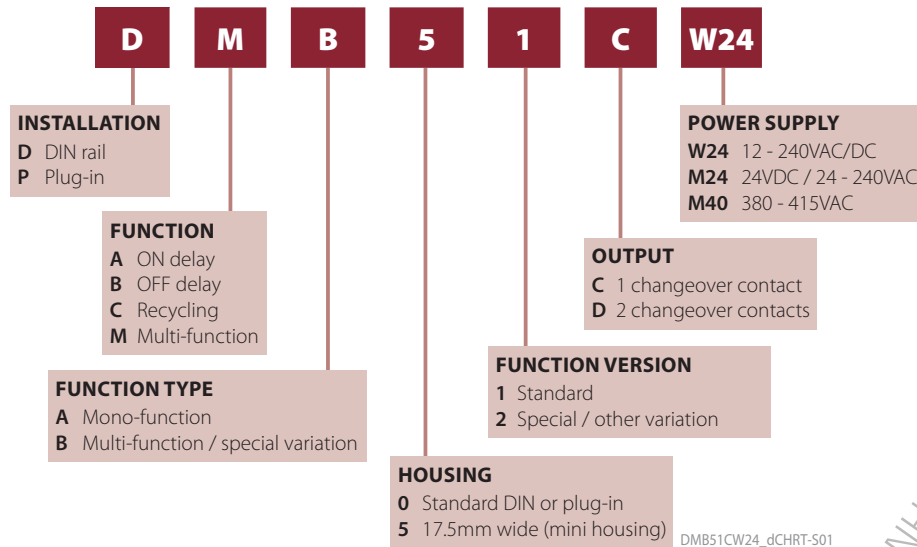 D M B 5 1 C W24
INSTALLATION
D DIN rail
P Plug-in
POWER SUPPLY
W24 12 - 240VAC/DC
M24 24VDC / 24 - 240VAC
M40 380 - 415VAC
FUNCTION
A ON delay
B OFF delay
C Recycling
M Multi-function
OUTPUT
C 1 changeover contact
D 2 changeover contacts
FUNCTION TYPE
A Mono-function
B Multi-function / special variation
FUNCTION VERSION
1 Standard
2 Special / other variation
HOUSING
0 Standard DIN or plug-in
5 17.5mm wide (mini housing)
DMB51CW24_dCHRT-S01